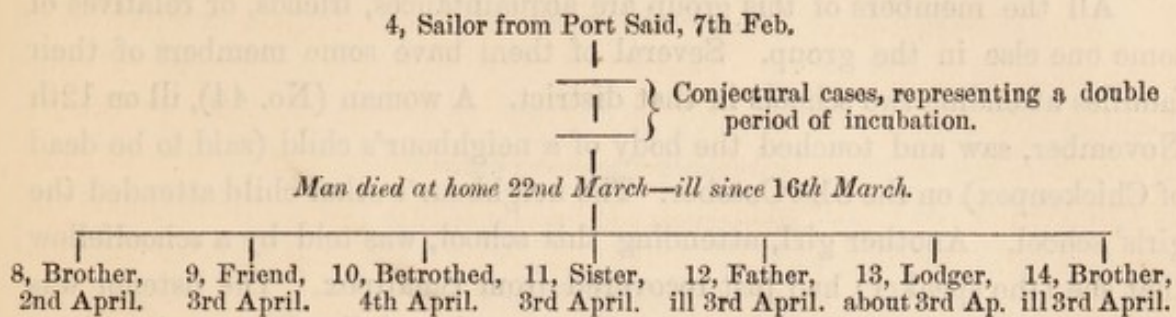 4, Sailor from Port Said, 7th Feb.
Conjectural cases, representing a double
period of incubation.
Man died at home 22nd March—ill since 16th March.
8, Brother, 9, Friend, 10, Betrothed, 11, Sister, 12, Father, 13, Lodger, 14, Brother,
2nd April. 3rd April. 4th April. 3rd April. ill 3rd April. about 3rd Ap. ill 3rd April.